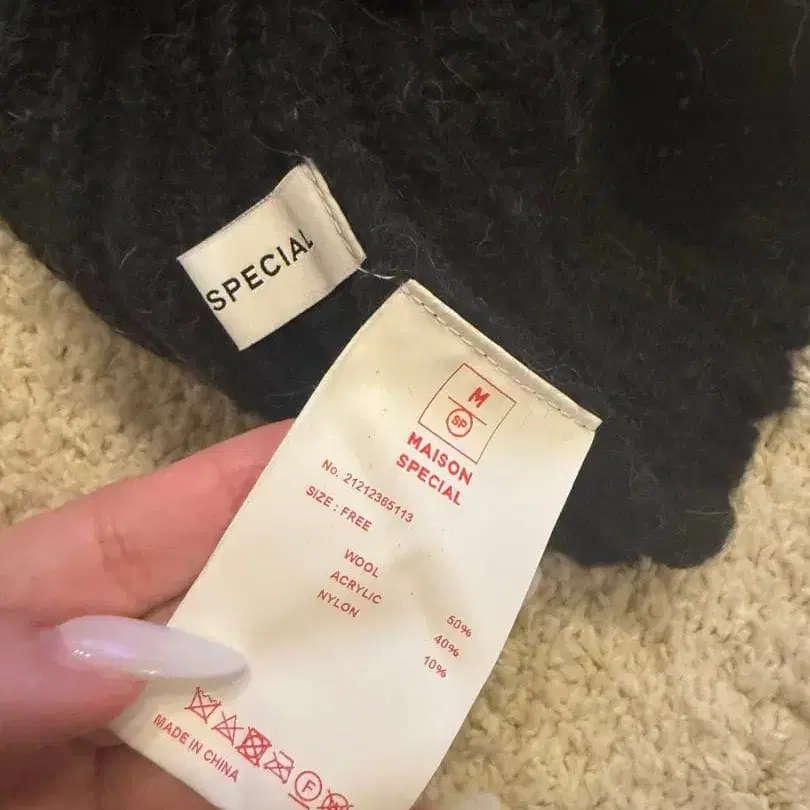 SPECIAL
M
SP
MAISON
SPECIAL
No. 21212365113
SIZE : FREE
WOOL 50%
ACRYLIC 40%
NYLON 10%
F
MADE IN CHINA